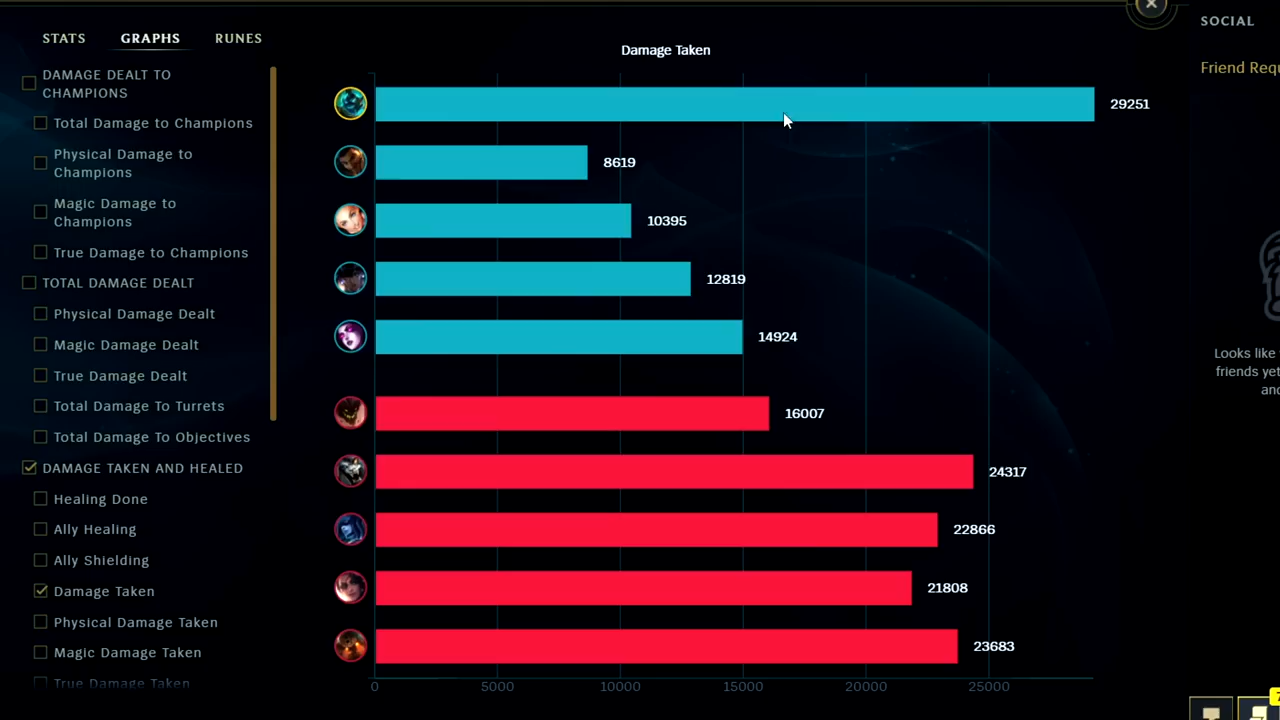 STATS
GRAPHS
RUNES
SOCIAL
Friend Requ
DAMAGE DEALT TO
CHAMPIONS
Total Damage to Champions
Physical Damage to
Champions
Magic Damage to
Champions
True Damage to Champions
TOTAL DAMAGE DEALT
Physical Damage Dealt
Magic Damage Dealt
True Damage Dealt
Total Damage To Turrets
Total Damage To Objectives
DAMAGE TAKEN AND HEALED
Healing Done
Ally Healing
Ally Shielding
Damage Taken
Physical Damage Taken
Magic Damage Taken
True Damage Taken
Damage Taken
29251
8619
10395
12819
14924
16007
24317
22866
21808
23683
0
5000
10000
15000
20000
25000
Looks like
friends yet
and
7